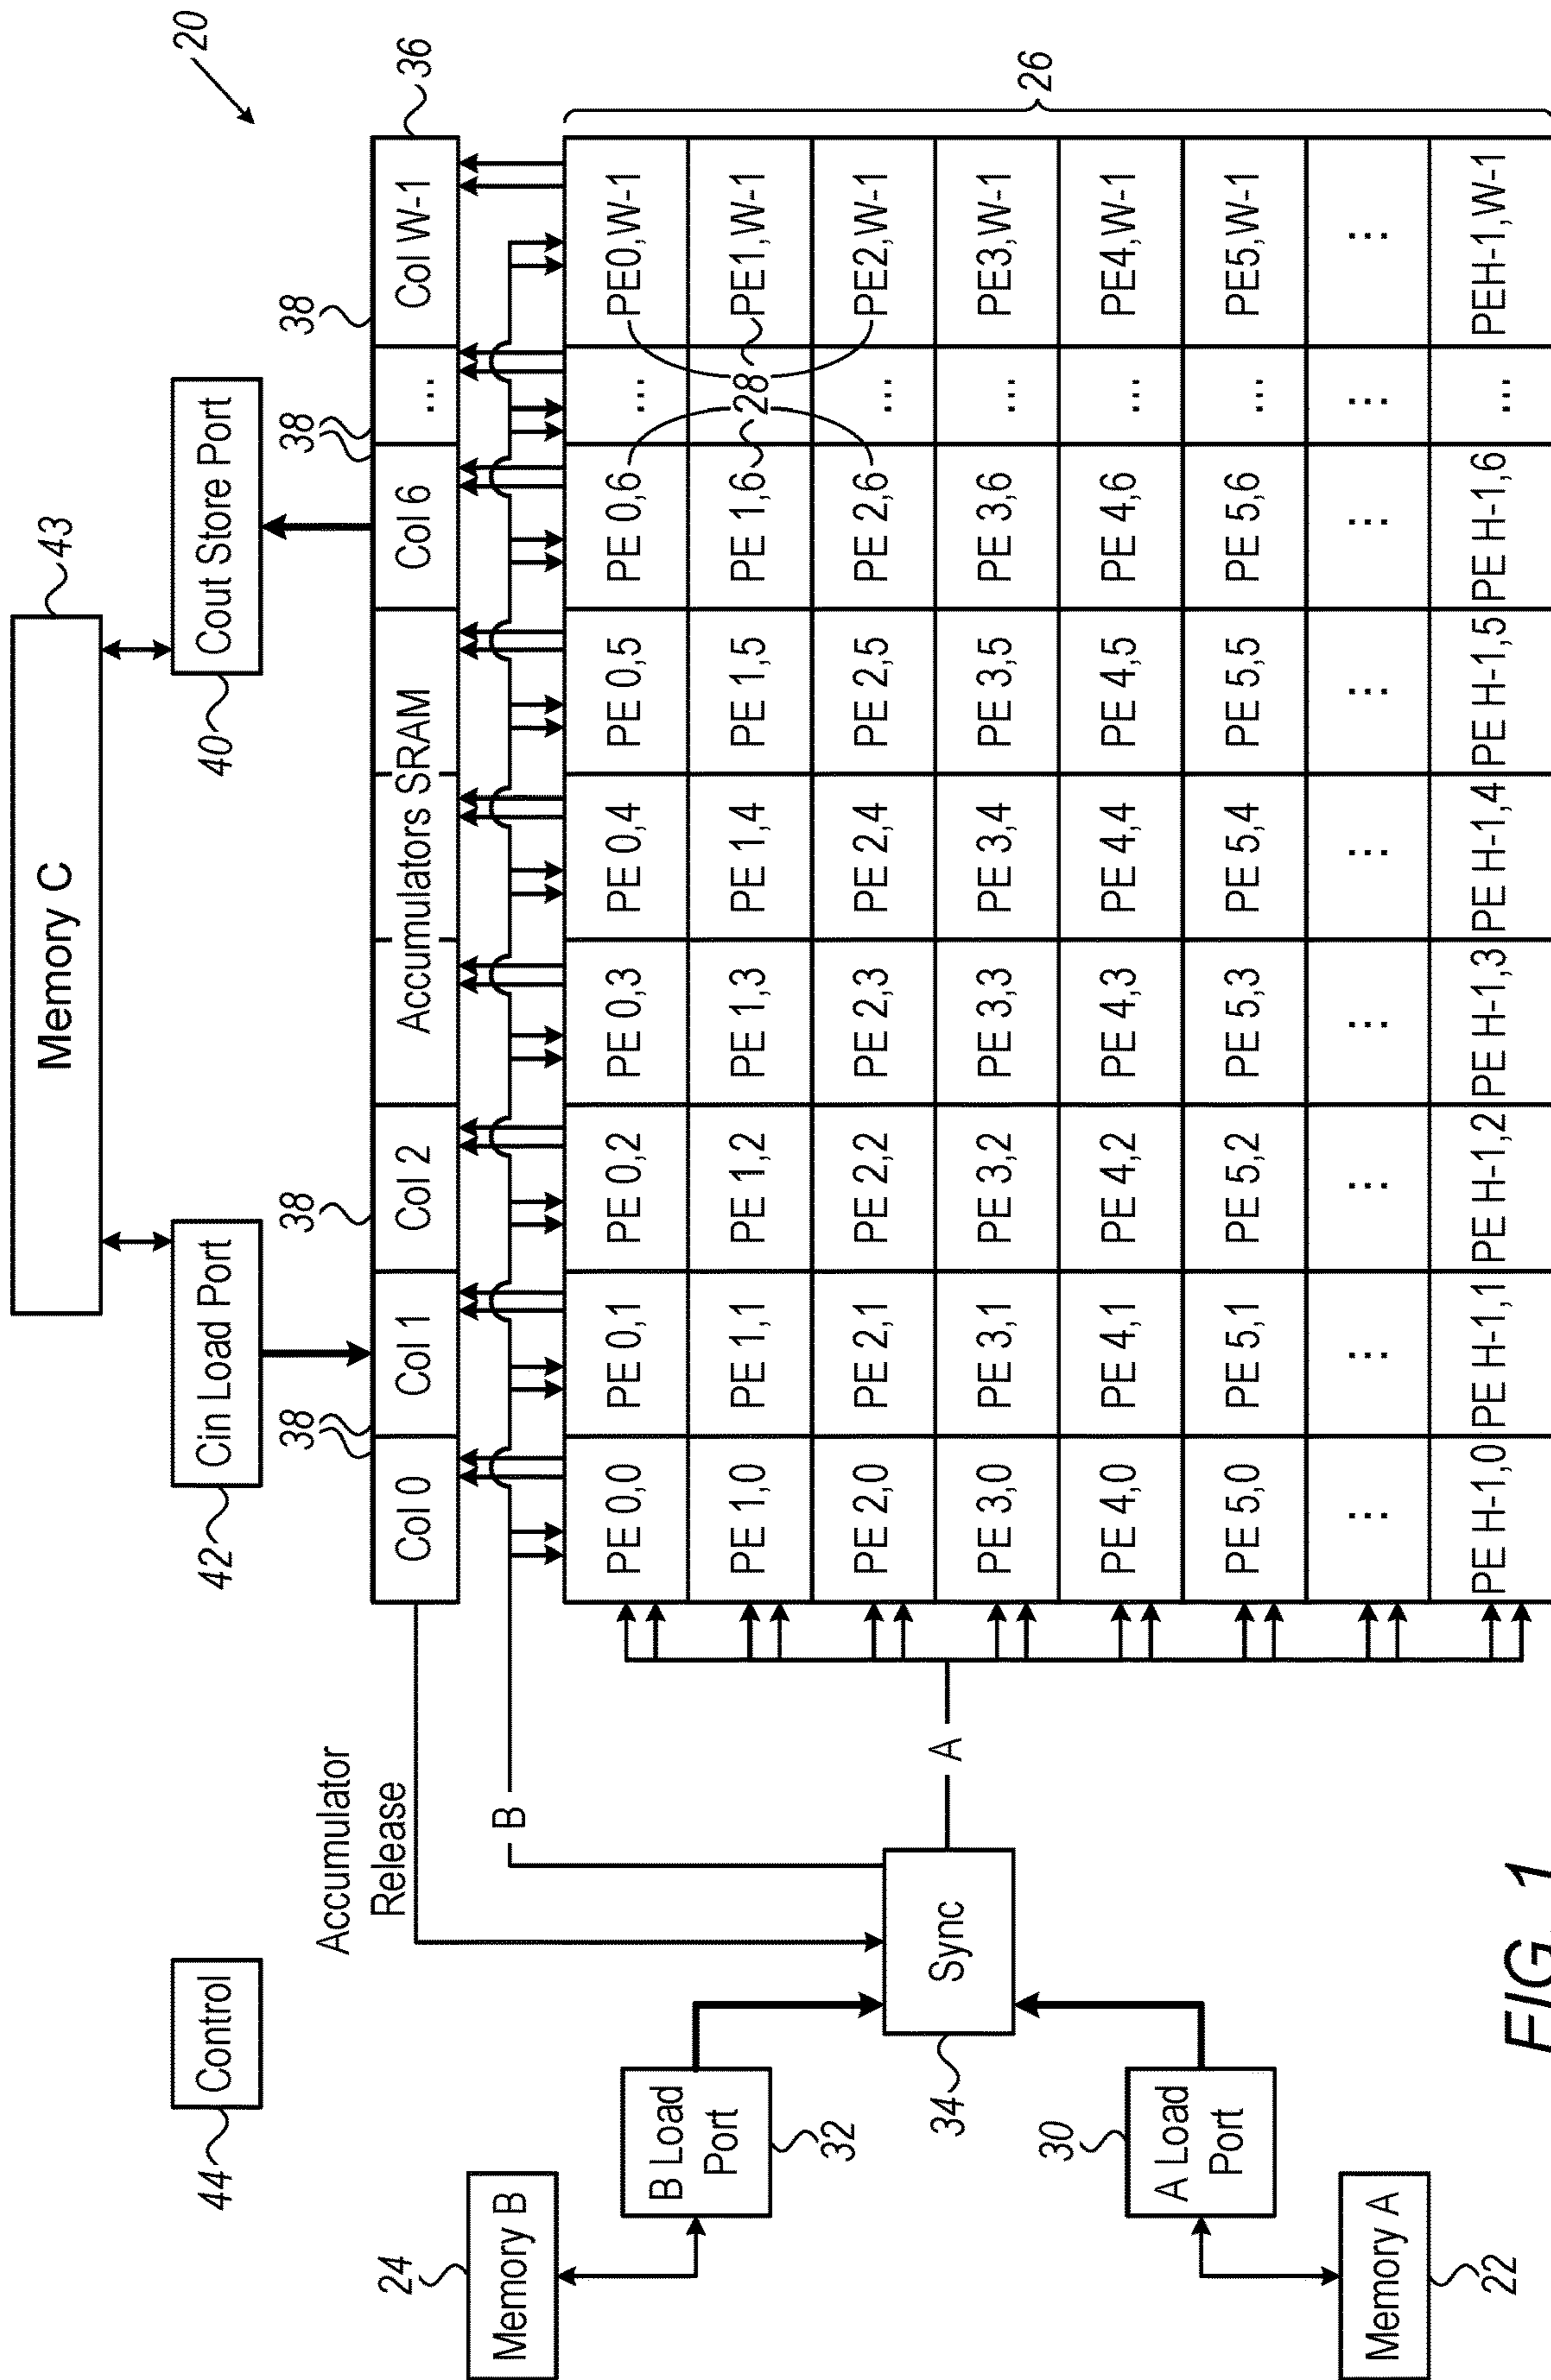 20
Memory C
43
44
Control
42
Cin Load Port
40
Cout Store Port
38
38
38
38
36
Accumulator
Release
Col 0
Col 1
Col 2
Accumulators SRAM
Col 6
...
Col W-1
24
Memory B
B
B Load
Port
32
Sync
34
A
30
A Load
Port
Memory A
22
26
28
PE 0,0
PE 0,1
PE 0,2
PE 0,3
PE 0,4
PE 0,5
PE 0,6
...
PE0,W-1
PE 1,0
PE 1,1
PE 1,2
PE 1,3
PE 1,4
PE 1,5
PE 1,6
PE1,W-1
PE 2,0
PE 2,1
PE 2,2
PE 2,3
PE 2,4
PE 2,5
PE 2,6
...
PE2,W-1
PE 3,0
PE 3,1
PE 3,2
PE 3,3
PE 3,4
PE 3,5
PE 3,6
...
PE3,W-1
PE 4,0
PE 4,1
PE 4,2
PE 4,3
PE 4,4
PE 4,5
PE 4,6
...
PE4,W-1
PE 5,0
PE 5,1
PE 5,2
PE 5,3
PE 5,4
PE 5,5
PE 5,6
...
PE5,W-1
...
...
...
...
...
...
...
...
...
PE H-1,0
PE H-1,1
PE H-1,2
PE H-1,3
PE H-1,4
PE H-1,5
PE H-1,6
...
PEH-1,W-1
FIG. 1